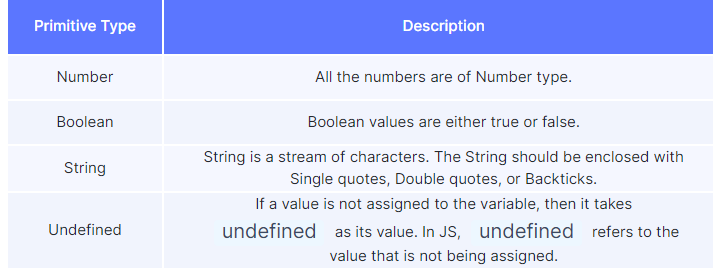 Primitive Type Description
Number All the numbers are of Number type.
Boolean Boolean values are either true or false.
String String is a stream of characters. The String should be enclosed with
Single quotes, Double quotes, or Backticks.
Undefined If a value is not assigned to the variable, then it takes
undefined as its value. In JS, undefined refers to the
value that is not being assigned.